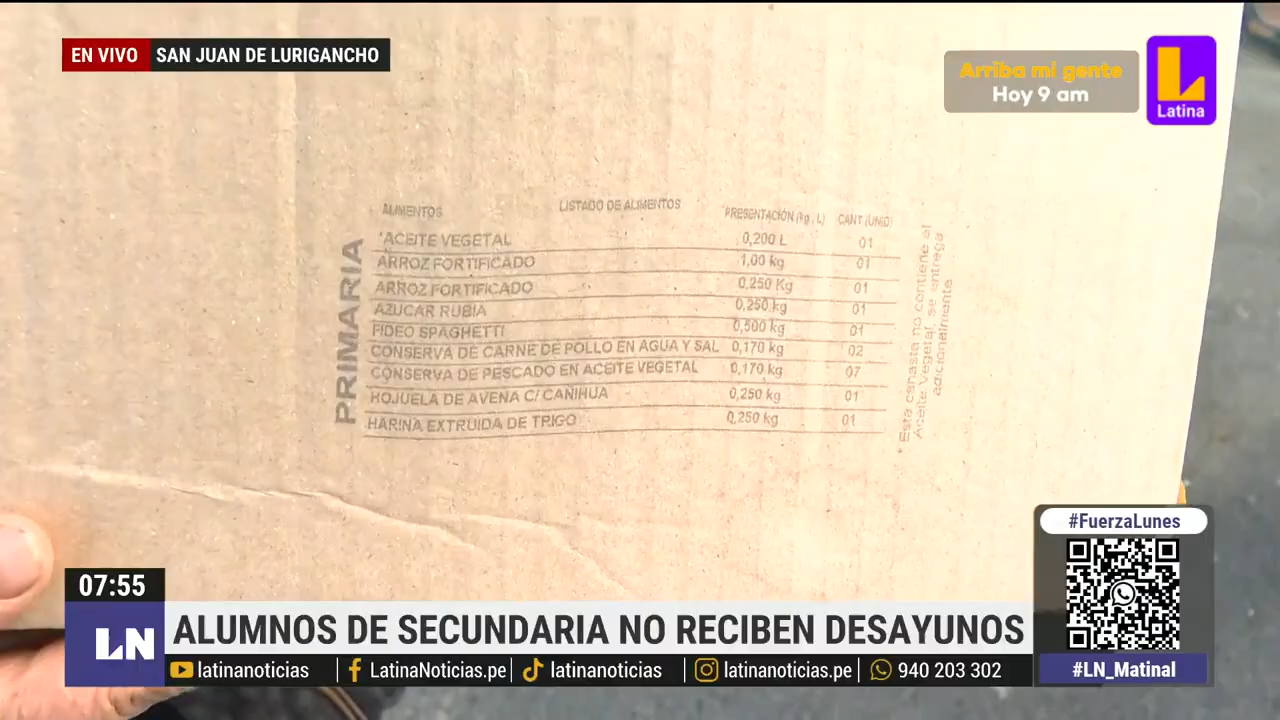 EN VIVO SAN JUAN DE LURIGANCHO
Arriba mi gente
Hoy 9 am
Latina
LISTADO DE ALIMENTOS
ALIMENTOS PRESENTACIÓN (kg , L) CANT (UNID)
PRIMARIA
*ACEITE VEGETAL 0,200 L 01
ARROZ FORTIFICADO 1,00 kg 01
ARROZ FORTIFICADO 0,250 Kg 01
AZUCAR RUBIA 0,250 kg 01
FIDEO SPAGHETTI 0,500 kg 01
CONSERVA DE CARNE DE POLLO EN AGUA Y SAL 0,170 kg 02
CONSERVA DE PESCADO EN ACEITE VEGETAL 0,170 kg 07
HOJUELA DE AVENA C/ CAÑIHUA 0,250 kg 01
HARINA EXTRUIDA DE TRIGO 0,250 kg 01
* Esta canasta no contiene el
Aceite Vegetal, se entrega
adicionalmente
#FuerzaLunes
07:55
LN
ALUMNOS DE SECUNDARIA NO RECIBEN DESAYUNOS
latinanoticias LatinaNoticias.pe latinanoticias latinanoticias.pe 940 203 302
#LN_Matinal